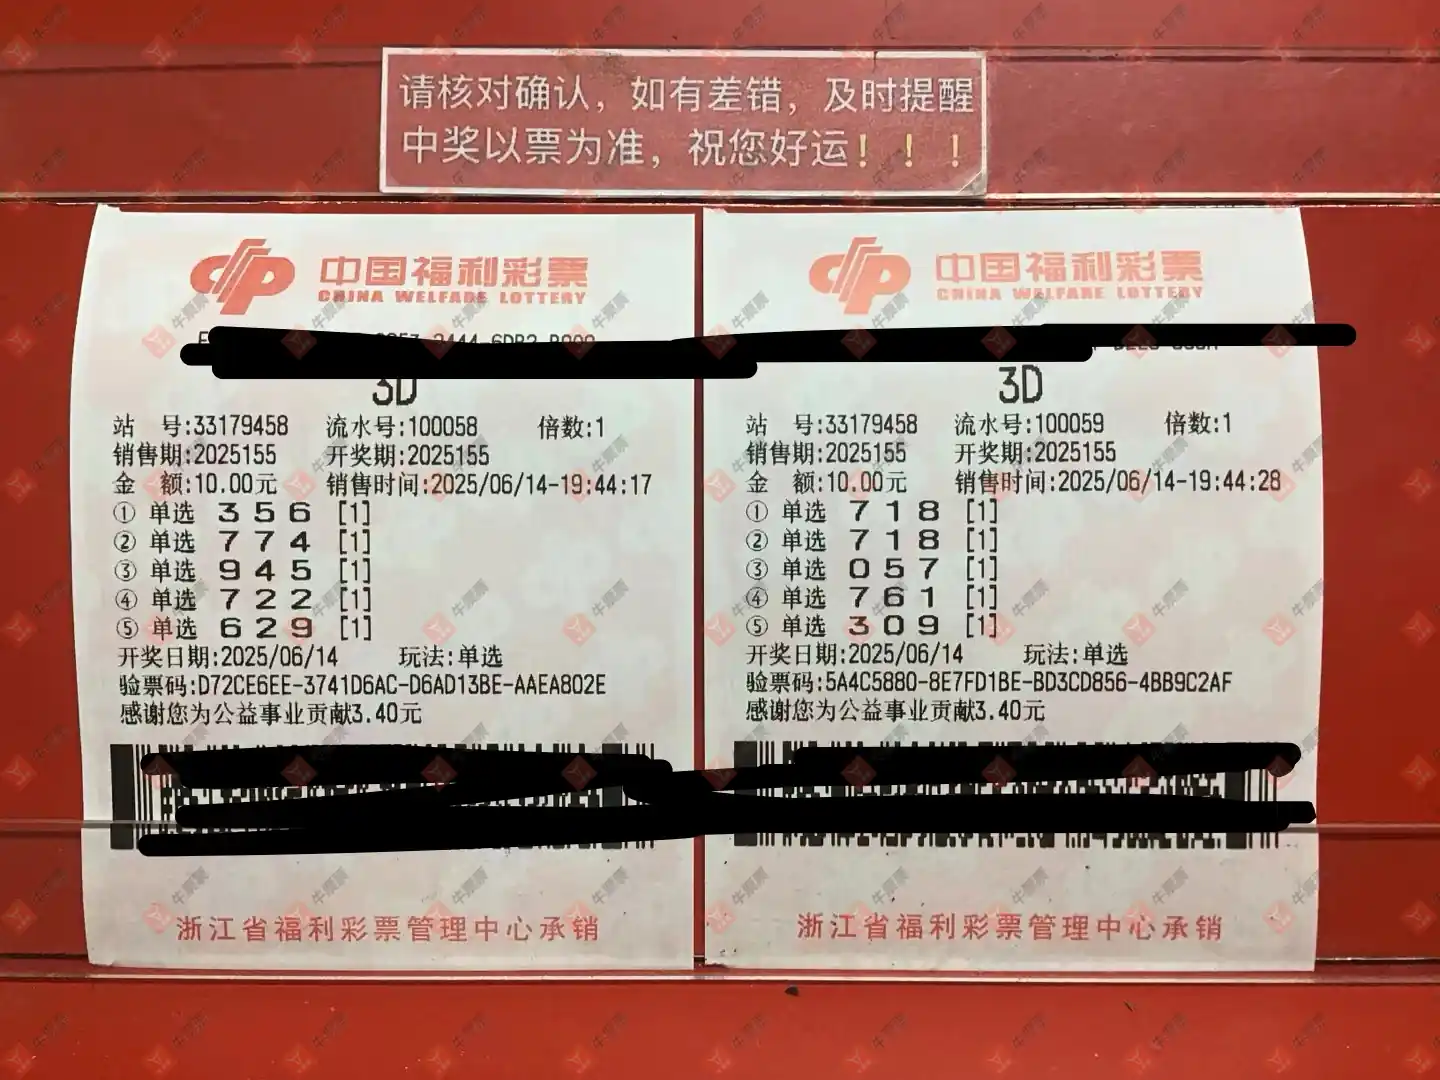 请核对确认，如有差错，及时提醒
中奖以票为准，祝您好运！！！
中国福利彩票
CHINA WELFARE LOTTERY
3D
站 号:33179458 流水号:100058 倍数:1
销售期:2025155 开奖期:2025155
金 额:10.00元 销售时间:2025/06/14-19:44:17
① 单选 3 5 6 [1]
② 单选 7 7 4 [1]
③ 单选 9 4 5 [1]
④ 单选 7 2 2 [1]
⑤ 单选 6 2 9 [1]
开奖日期:2025/06/14 玩法:单选
验票码:D72CE6EE-3741D6AC-D6AD13BE-AAEA802E
感谢您为公益事业贡献3.40元
浙江省福利彩票管理中心承销
中国福利彩票
CHINA WELFARE LOTTERY
3D
站 号:33179458 流水号:100059 倍数:1
销售期:2025155 开奖期:2025155
金 额:10.00元 销售时间:2025/06/14-19:44:28
① 单选 7 1 8 [1]
② 单选 7 1 8 [1]
③ 单选 0 5 7 [1]
④ 单选 7 6 1 [1]
⑤ 单选 3 0 9 [1]
开奖日期:2025/06/14 玩法:单选
验票码:5A4C5880-8E7FD1BE-BD3CD856-4BB9C2AF
感谢您为公益事业贡献3.40元
浙江省福利彩票管理中心承销
牛票票